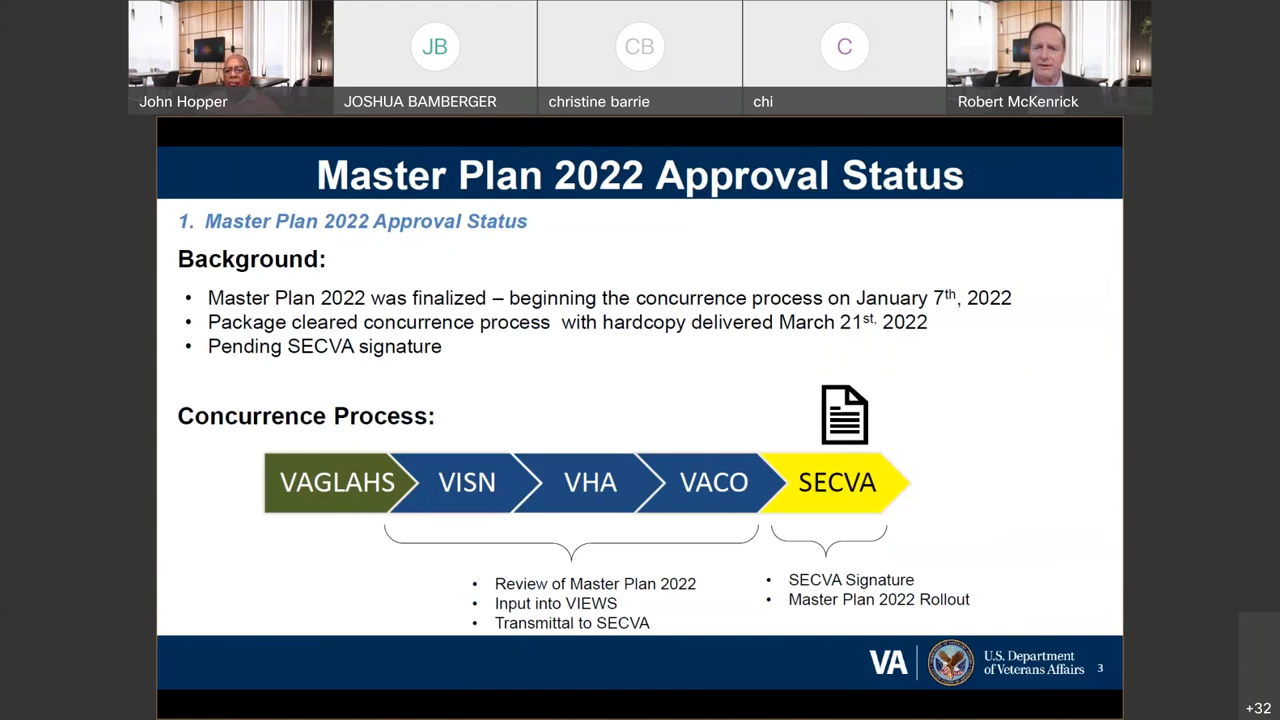 JB
CB
C
John Hopper
JOSHUA BAMBERGER
christine barrie
chi
Robert McKenrick
Master Plan 2022 Approval Status
1. Master Plan 2022 Approval Status
Background:
• Master Plan 2022 was finalized – beginning the concurrence process on January 7th, 2022
• Package cleared concurrence process with hardcopy delivered March 21st, 2022
• Pending SECVA signature
Concurrence Process:
VAGLAHS
VISN
VHA
VACO
SECVA
• Review of Master Plan 2022
• Input into VIEWS
• Transmittal to SECVA
• SECVA Signature
• Master Plan 2022 Rollout
VA
U.S. Department
of Veterans Affairs
3
+32